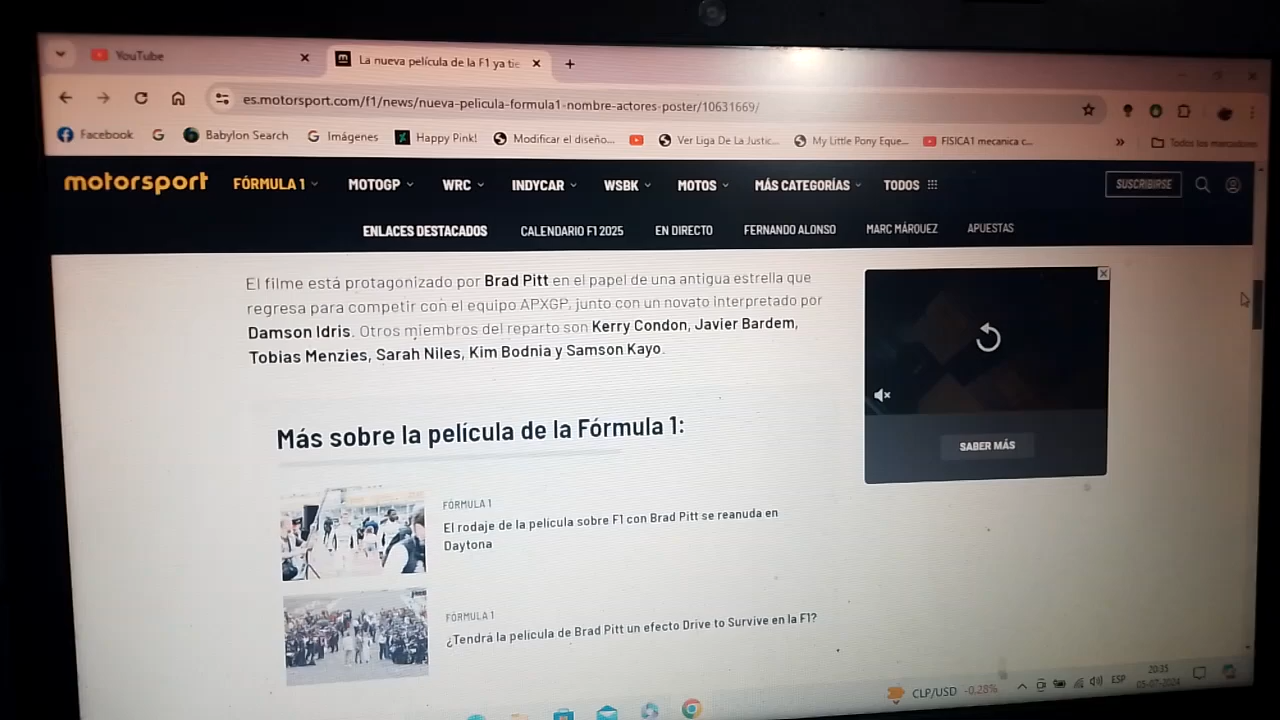 YouTube
La nueva película de la F1 ya tie
es.motorsport.com/f1/news/nueva-pelicula-formula1-nombre-actores-poster/10631669/
Facebook
Babylon Search
Imágenes
Happy Pink!
Modificar el diseño...
Ver Liga De La Justic...
My Little Pony Eque...
FISICA1 mecanica c...
»
Todos los marcadores
motorsport
FÓRMULA 1
MOTOGP
WRC
INDYCAR
WSBK
MOTOS
MÁS CATEGORÍAS
TODOS
SUSCRIBIRSE
ENLACES DESTACADOS
CALENDARIO F1 2025
EN DIRECTO
FERNANDO ALONSO
MARC MÁRQUEZ
APUESTAS
El filme está protagonizado por Brad Pitt en el papel de una antigua estrella que
regresa para competir con el equipo APXGP, junto con un novato interpretado por
Damson Idris. Otros miembros del reparto son Kerry Condon, Javier Bardem,
Tobias Menzies, Sarah Niles, Kim Bodnia y Samson Kayo.
SABER MÁS
Más sobre la película de la Fórmula 1:
FÓRMULA 1
El rodaje de la película sobre F1 con Brad Pitt se reanuda en
Daytona
FÓRMULA 1
¿Tendrá la película de Brad Pitt un efecto Drive to Survive en la F1?
CLP/USD -0,28%
ESP
20:35
05-07-2024